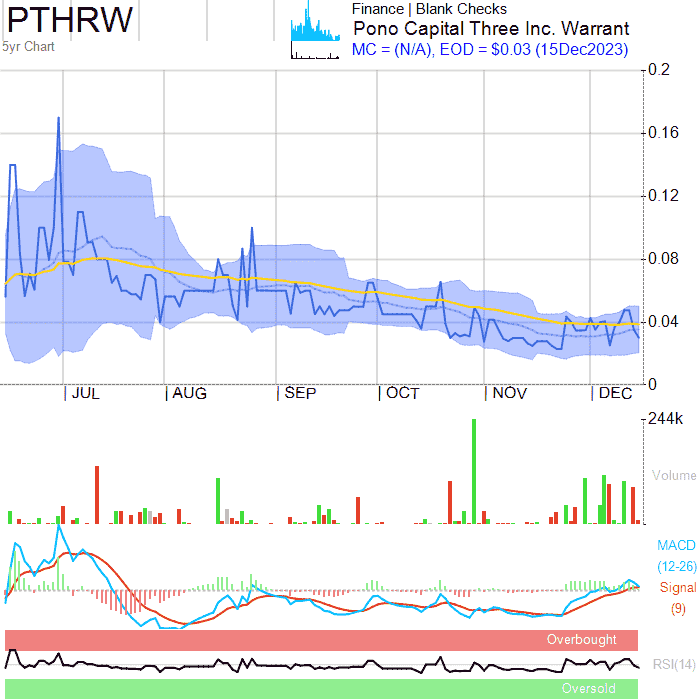 PTHRW
5yr Chart
Finance | Blank Checks
Pono Capital Three Inc. Warrant
MC = (N/A), EOD = $0.03 (15Dec2023)
0.2
0.16
0.12
0.08
0.04
0
JUL AUG SEP OCT NOV DEC
244k
Volume
MACD
(12-26)
Signal
(9)
Overbought
RSI(14)
Oversold